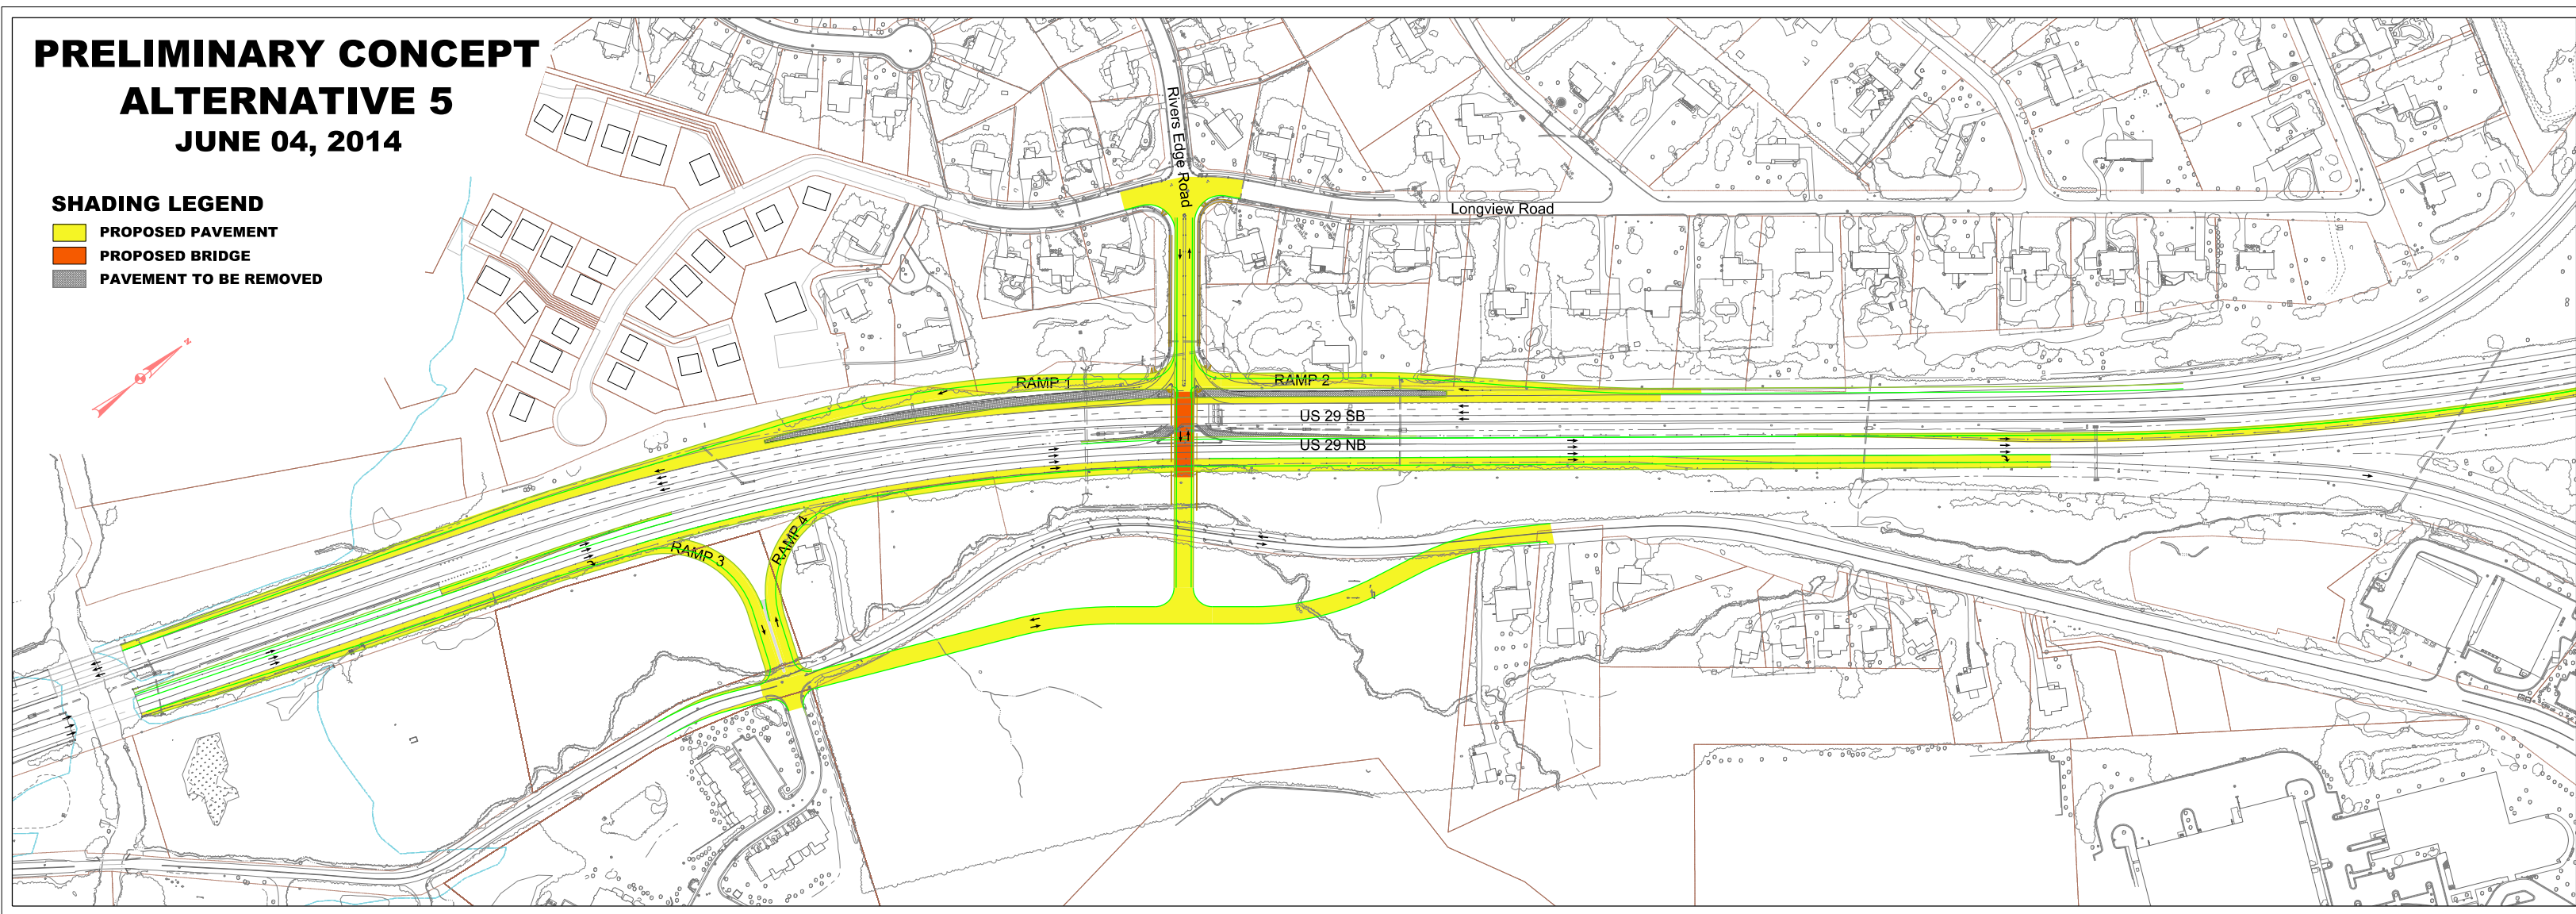 PRELIMINARY CONCEPT
ALTERNATIVE 5
JUNE 04, 2014
SHADING LEGEND
PROPOSED PAVEMENT
PROPOSED BRIDGE
PAVEMENT TO BE REMOVED
N
Rivers Edge Road
Longview Road
RAMP 1
RAMP 2
US 29 SB
US 29 NB
RAMP 3
RAMP 4